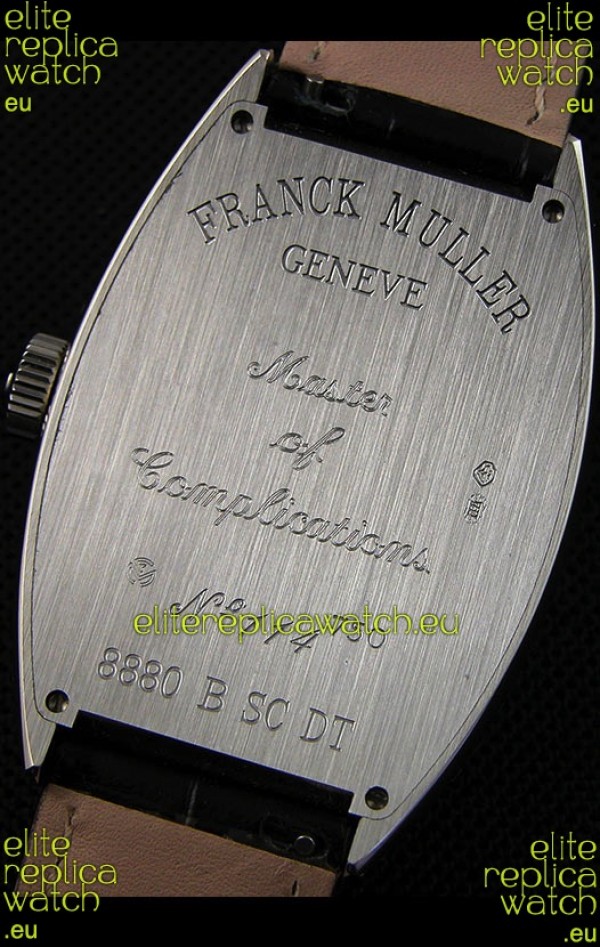 elite
replica
watch
.eu
elite
replica
watch
.eu
FRANCK MULLER
GENEVE
Master
of
Complications
No.
elitereplicawatch.eu
8880 B SC DT
elite
replica
watch
.eu
elite
replica
watch
.eu